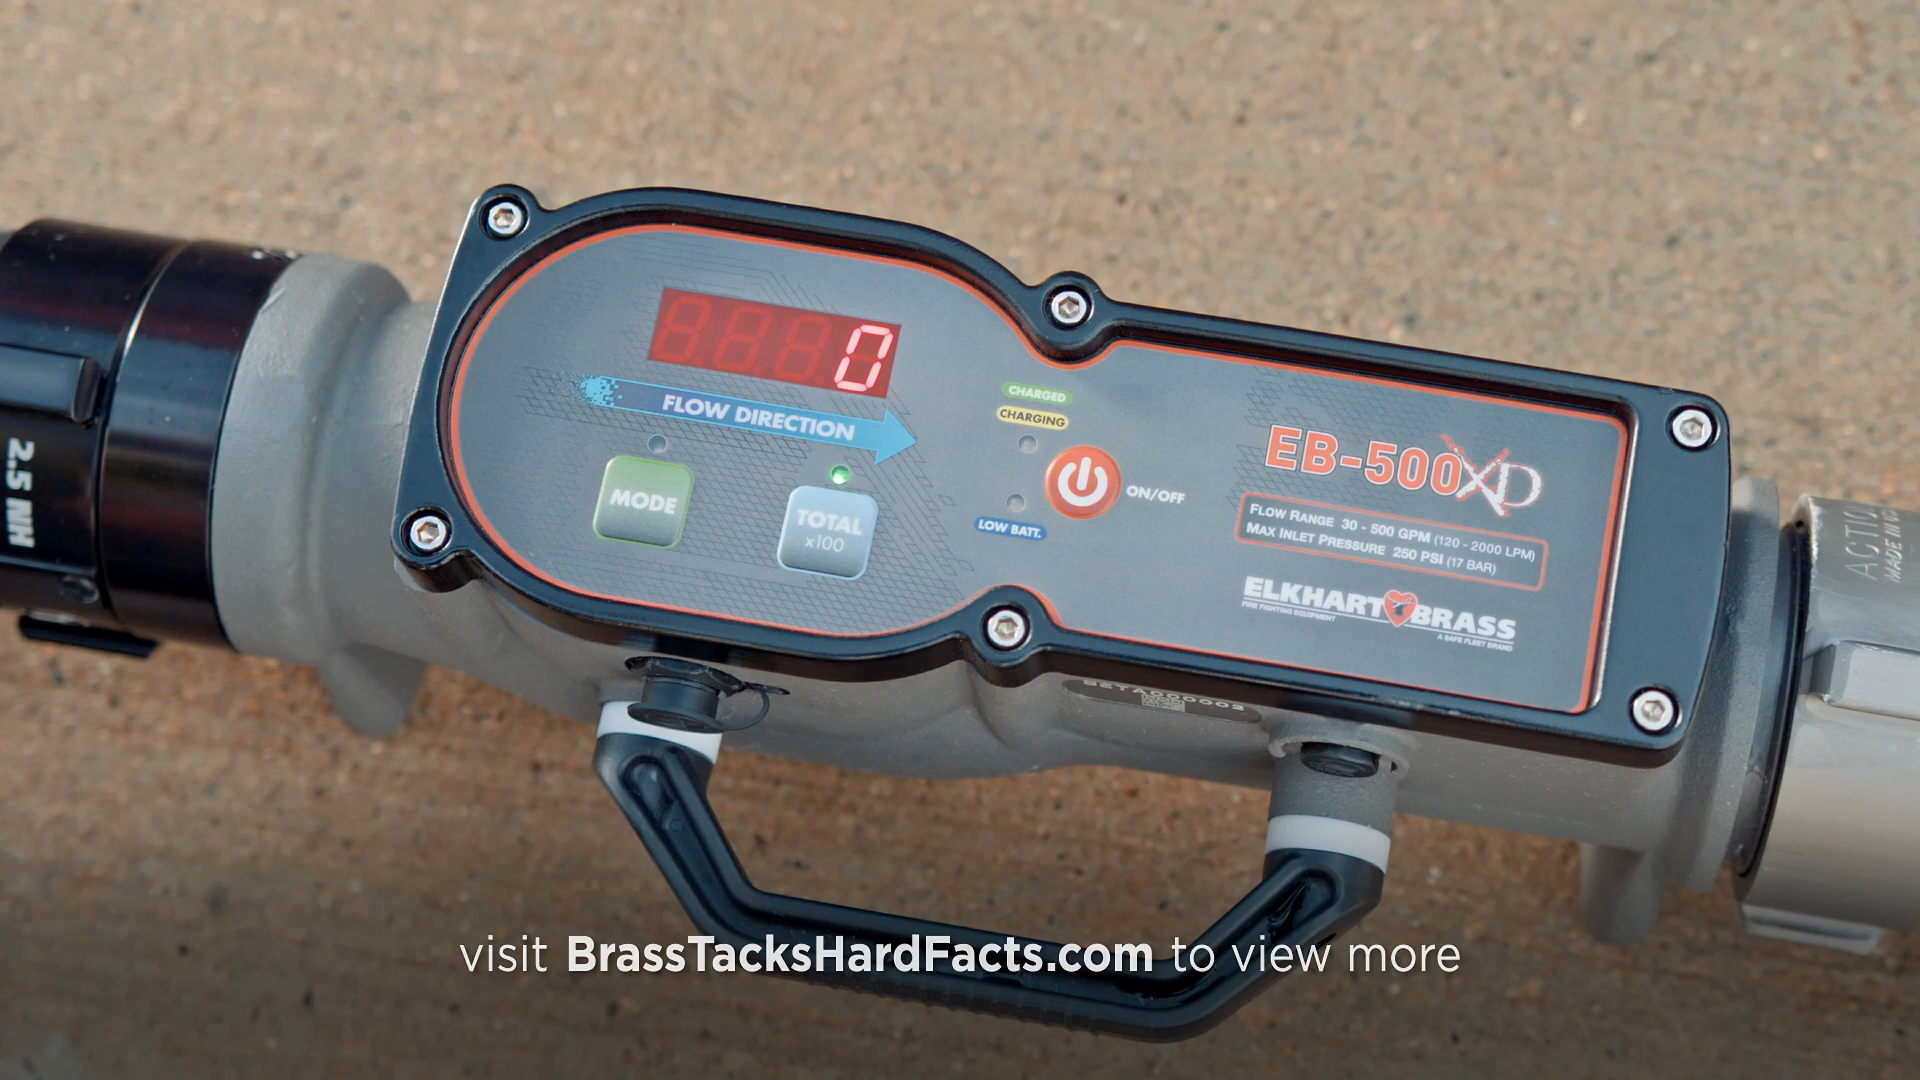 0
FLOW DIRECTION
MODE
TOTAL
x100
CHARGED
CHARGING
ON/OFF
LOW BATT.
EB-500XD
FLOW RANGE 30 - 500 GPM (120 - 2000 LPM)
MAX INLET PRESSURE 250 PSI (17 BAR)
ELKHART BRASS
FIRE FIGHTING EQUIPMENT
A SAFE FLEET BRAND
2.5 NH
BETA000002
ACTION
visit BrassTacksHardFacts.com to view more